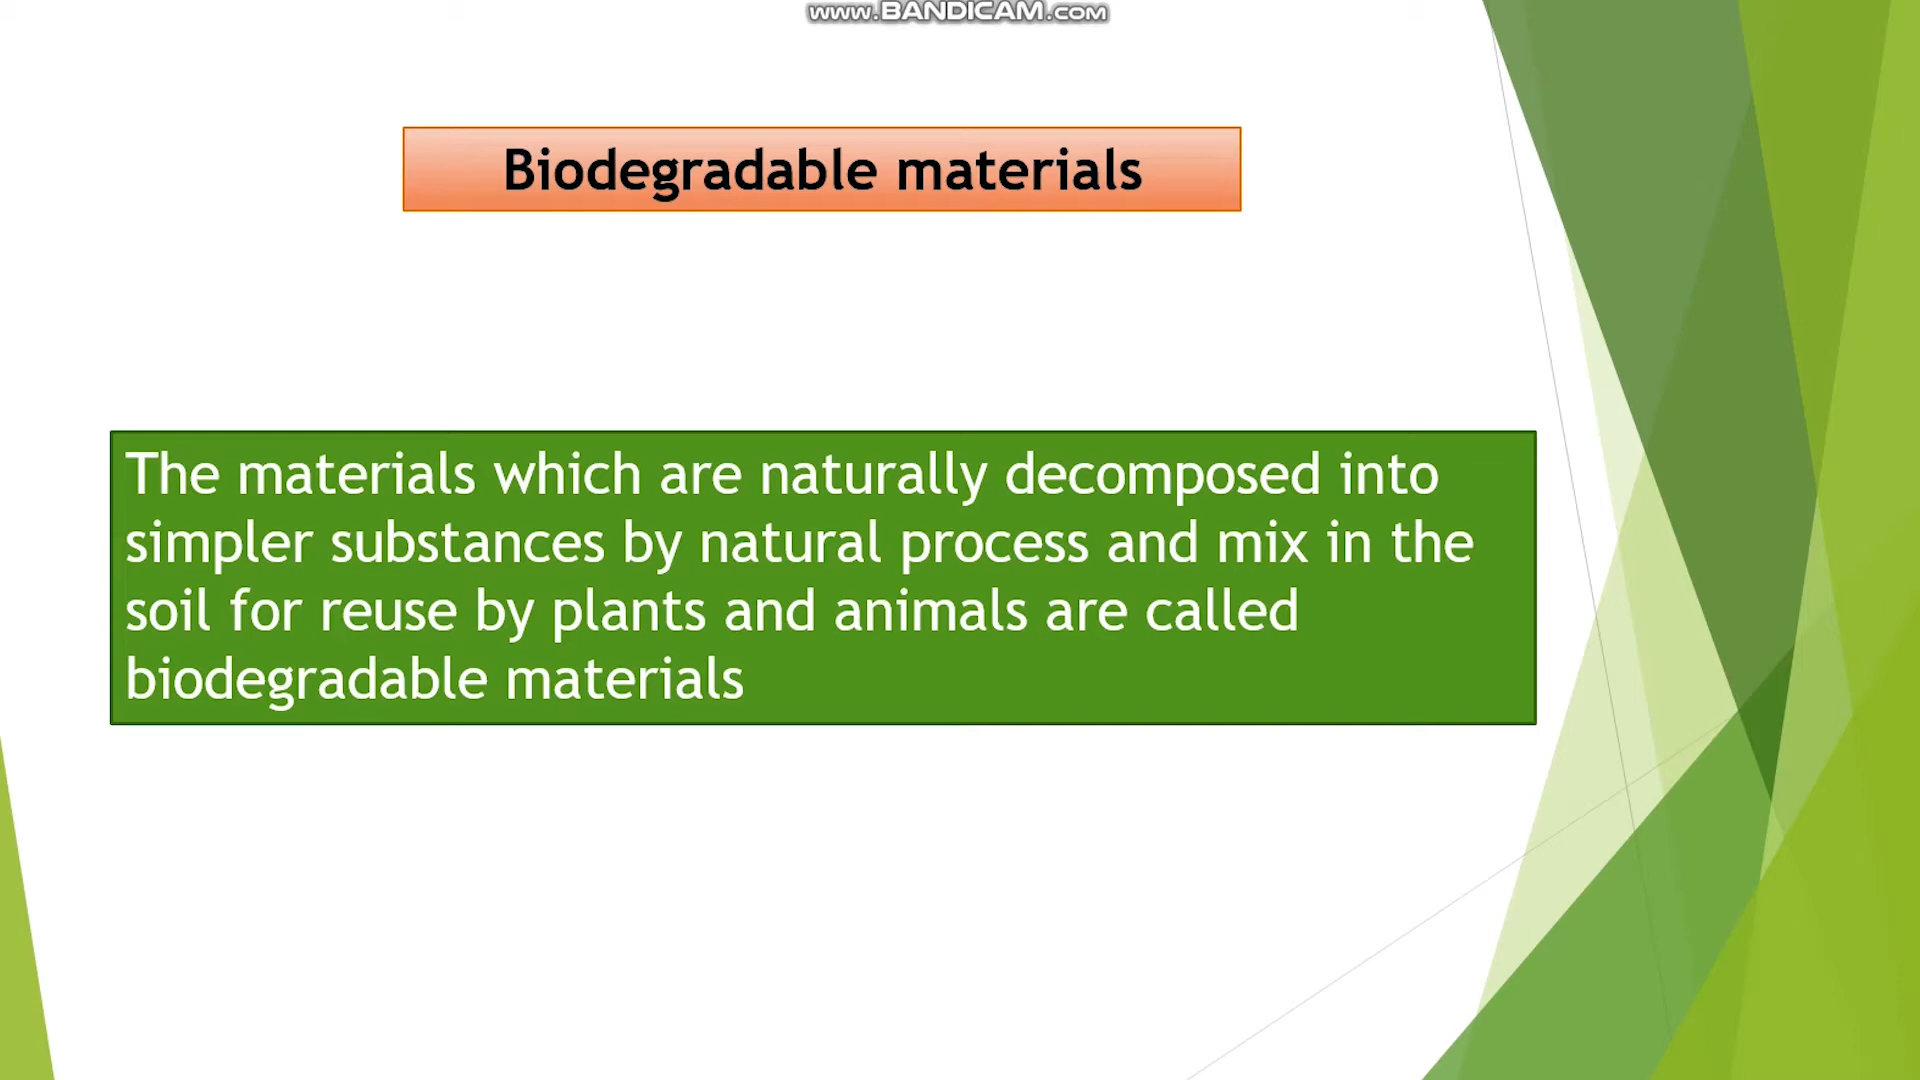 www.BANDICAM.com
Biodegradable materials
The materials which are naturally decomposed into
simpler substances by natural process and mix in the
soil for reuse by plants and animals are called
biodegradable materials